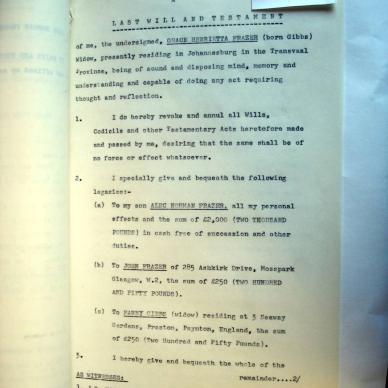 LAST WILL AND TESTAMENT
of me, the undersigned, GRACE HENRIETTA FRAZER (born Gibbs)
Widow, presently residing in Johannesburg in the Transvaal
Province, being of sound and disposing mind, memory and
understanding and capable of doing any act requiring
thought and reflection.
1. I do hereby revoke and annul all Wills,
Codicils and other Testamentary Acts heretofore made
and passed by me, desiring that the same shall be of
no force or effect whatsoever.
2. I specially give and bequeath the following
legacies:-
(a) To my son ALEC NORMAN FRAZER, all my personal
effects and the sum of £2,000 (TWO THOUSAND
POUNDS) in cash free of succession and other
duties.
(b) To JOHN FRAZER of 285 Ashkirk Drive, Mosspark
Glasgow, W.2, the sum of £250 (TWO HUNDRED
AND FIFTY POUNDS).
(c) To FANNY GIBBS (widow) residing at 3 Seaway
Gardens, Preston, Paynton, England, the sum
of £250 (Two Hundred and Fifty Pounds).
3. I hereby give and bequeath the whole of the
AS WITNESSES: remainder....2/